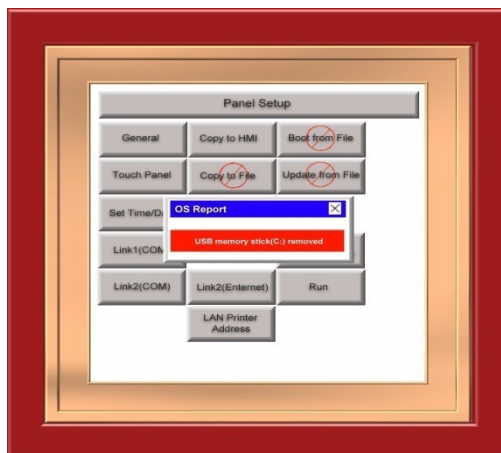 Panel Setup
General
Copy to HMI
Boot from File
Touch Panel
Copy to File
Update from File
Set Time/Da
OS Report
USB memory stick(C:) removed
Link1(COM
Link2(COM)
Link2(Enternet)
Run
LAN Printer
Address